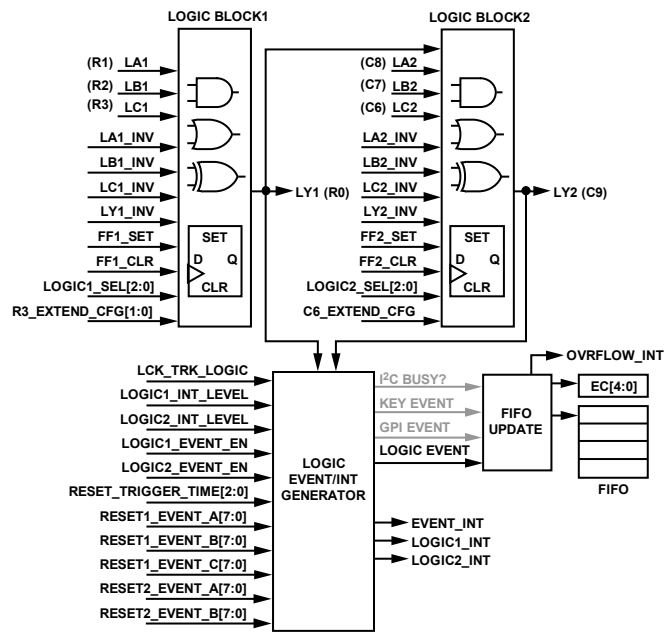 LOGIC BLOCK1
LOGIC BLOCK2
(R1) LA1
(R2) LB1
(R3) LC1
LA1_INV
LB1_INV
LC1_INV
LY1_INV
FF1_SET
FF1_CLR
LOGIC1_SEL[2:0]
R3_EXTEND_CFG[1:0]
SET
D Q
CLR
LY1 (R0)
(C8) LA2
(C7) LB2
(C6) LC2
LA2_INV
LB2_INV
LC2_INV
LY2_INV
FF2_SET
FF2_CLR
LOGIC2_SEL[2:0]
C6_EXTEND_CFG
SET
D Q
CLR
LY2 (C9)
LCK_TRK_LOGIC
LOGIC1_INT_LEVEL
LOGIC2_INT_LEVEL
LOGIC1_EVENT_EN
LOGIC2_EVENT_EN
RESET_TRIGGER_TIME[2:0]
RESET1_EVENT_A[7:0]
RESET1_EVENT_B[7:0]
RESET1_EVENT_C[7:0]
RESET2_EVENT_A[7:0]
RESET2_EVENT_B[7:0]
LOGIC
EVENT/INT
GENERATOR
I²C BUSY?
KEY EVENT
GPI EVENT
LOGIC EVENT
EVENT_INT
LOGIC1_INT
LOGIC2_INT
FIFO
UPDATE
OVRFLOW_INT
EC[4:0]
FIFO